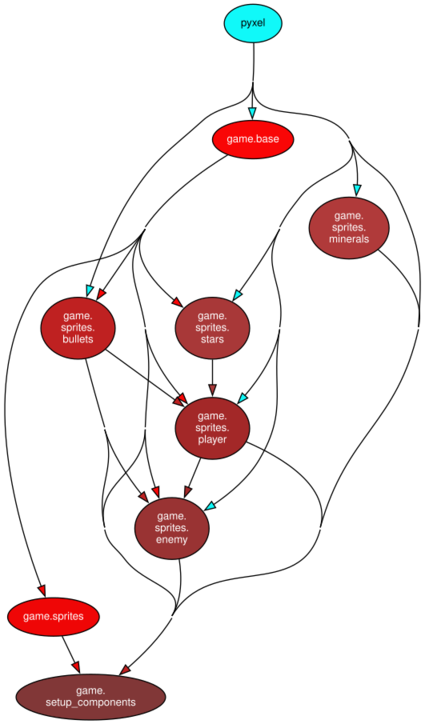 pyxel
game.base
game.
sprites.
minerals
game.
sprites.
bullets
game.
sprites.
stars
game.
sprites.
player
game.
sprites.
enemy
game.sprites
game.
setup_components